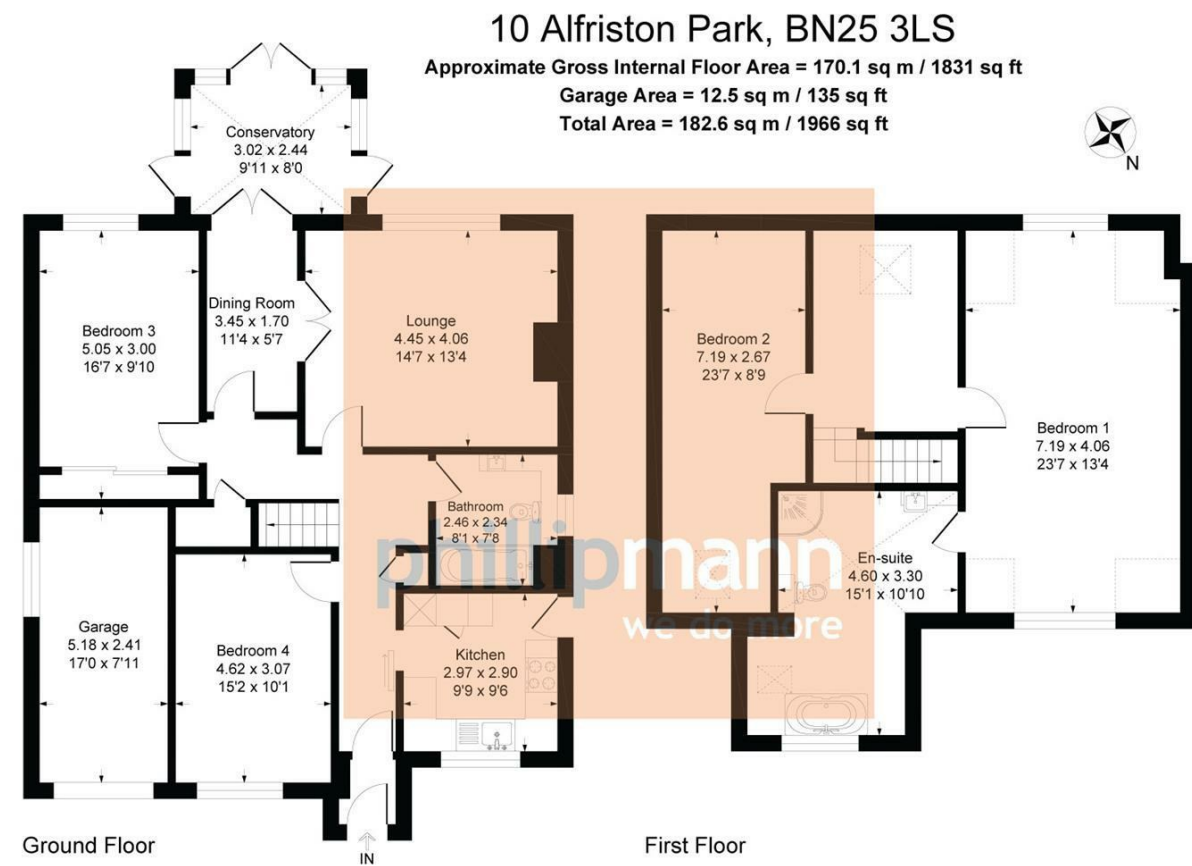 10 Alfriston Park, BN25 3LS
Approximate Gross Internal Floor Area = 170.1 sq m / 1831 sq ft
Garage Area = 12.5 sq m / 135 sq ft
Total Area = 182.6 sq m / 1966 sq ft
N
Conservatory
3.02 x 2.44
9'11 x 8'0
Bedroom 3
5.05 x 3.00
16'7 x 9'10
Dining Room
3.45 x 1.70
11'4 x 5'7
Lounge
4.45 x 4.06
14'7 x 13'4
Bathroom
2.46 x 2.34
8'1 x 7'8
Garage
5.18 x 2.41
17'0 x 7'11
Bedroom 4
4.62 x 3.07
15'2 x 10'1
Kitchen
2.97 x 2.90
9'9 x 9'6
IN
Ground Floor
Bedroom 2
7.19 x 2.67
23'7 x 8'9
Bedroom 1
7.19 x 4.06
23'7 x 13'4
En-suite
4.60 x 3.30
15'1 x 10'10
First Floor
phillipmann
we do more